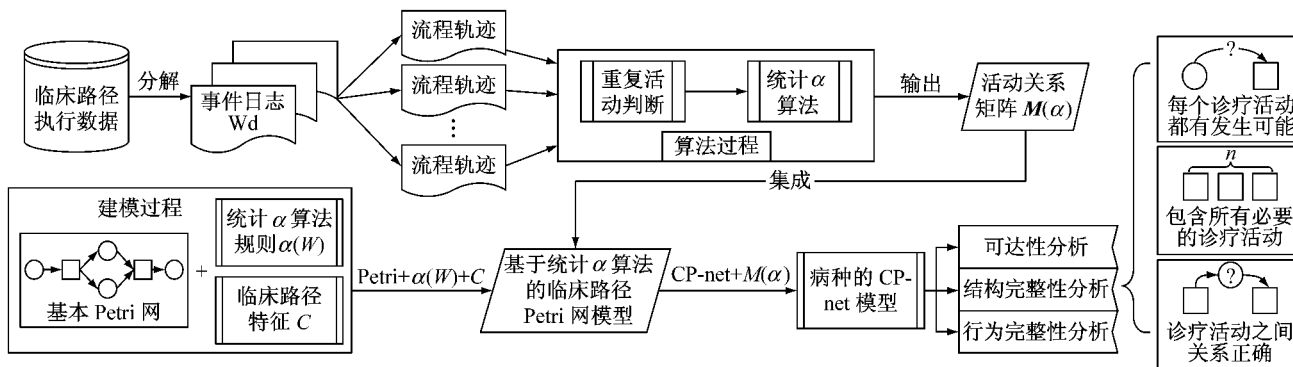 临床路径
执行数据
分解
事件日志
Wd
流程轨迹
流程轨迹
⋮
流程轨迹
重复活
动判断
统计 α
算法
算法过程
输出
活动关系
矩阵 M(α)
集成
建模过程
基本 Petri 网
+
统计 α 算法
规则α(W)
临床路径
特征 C
Petri+α(W)+C
基于统计 α 算法
的临床路径
Petri 网模型
CP-net+M(α)
病种的 CP-
net 模型
可达性分析
结构完整性分析
行为完整性分析
?
每个诊疗活动
都有发生可能
n
包含所有必要
的诊疗活动
?
诊疗活动之间
关系正确